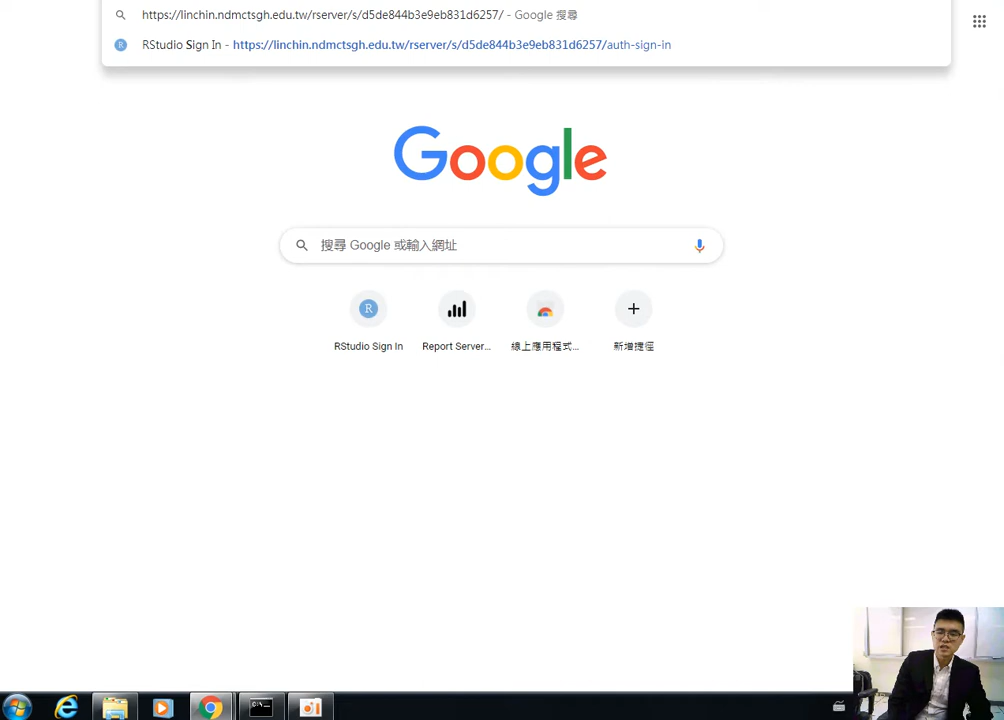 https://linchin.ndmctsgh.edu.tw/rserver/s/d5de844b3e9eb831d6257/ - Google 搜尋
RStudio Sign In - https://linchin.ndmctsgh.edu.tw/rserver/s/d5de844b3e9eb831d6257/auth-sign-in
Google
搜尋 Google 或輸入網址
R
RStudio Sign In
Report Server...
線上應用程式...
新增捷徑
C:\.